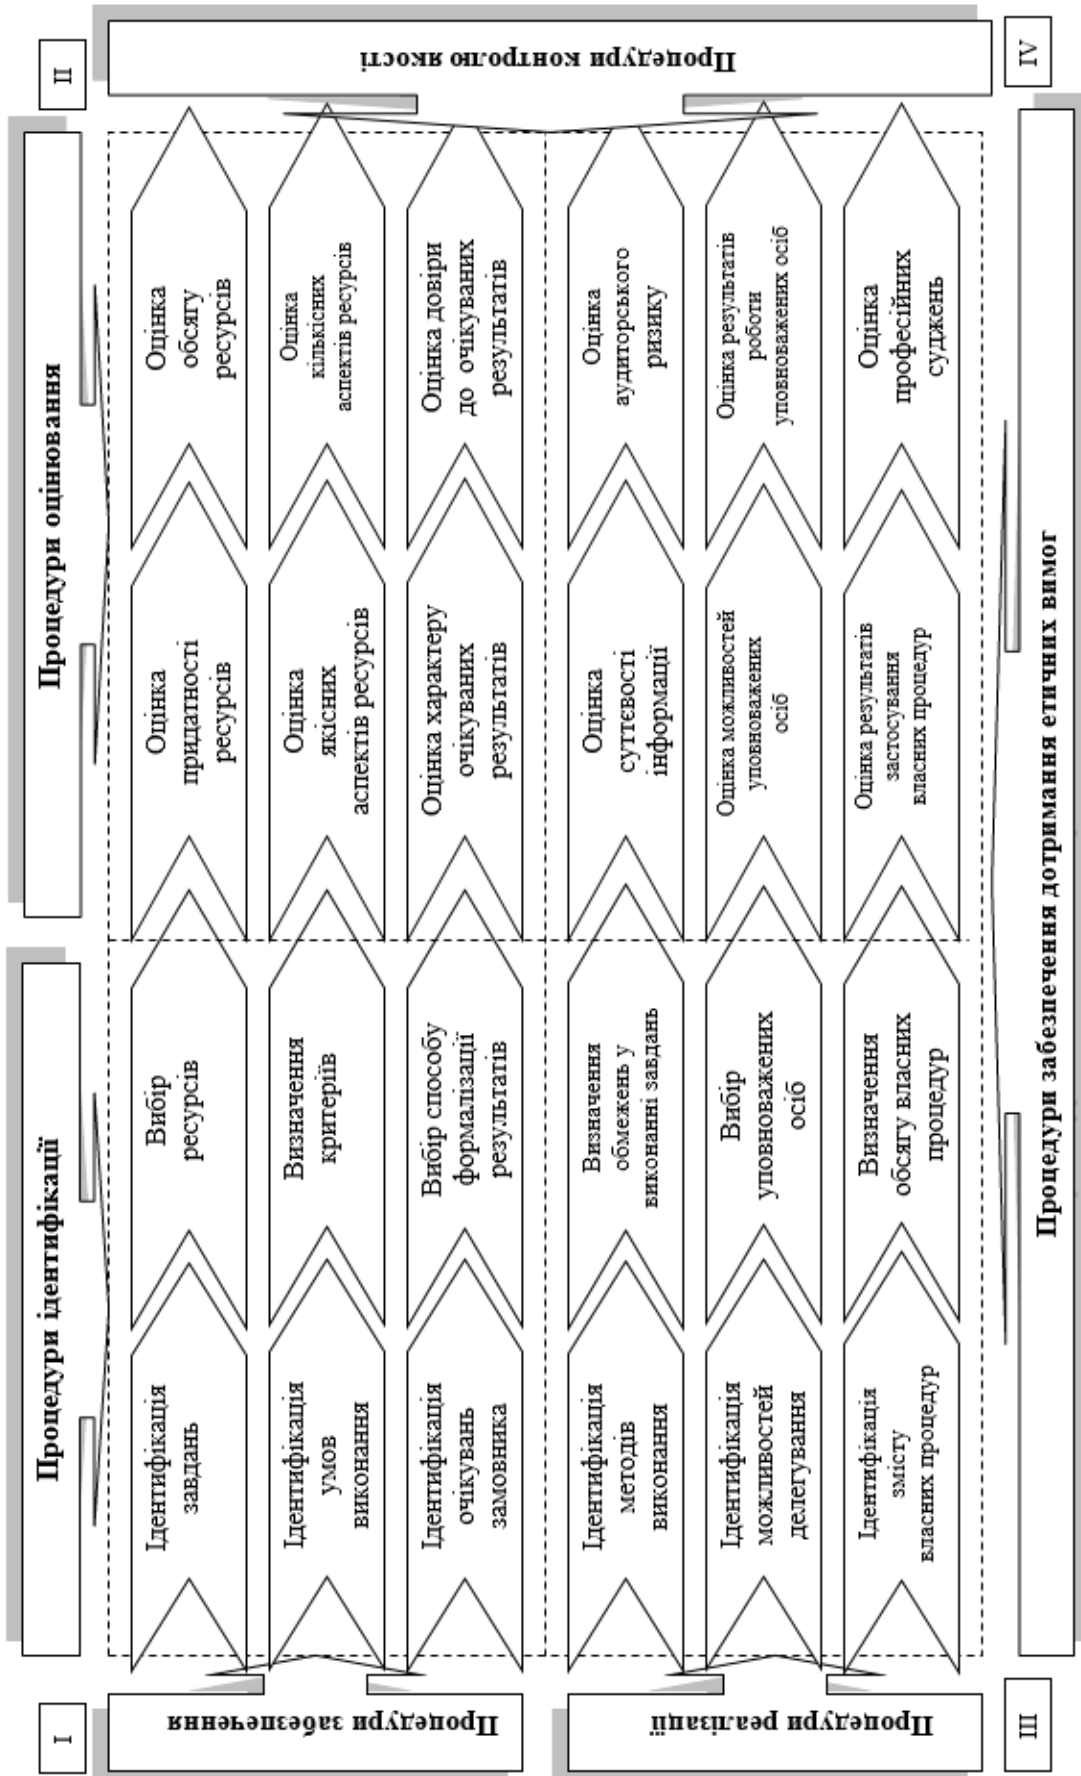 I
II
Процедури ідентифікації
Процедури оцінювання
Процедури забезпечення
Ідентифікація
завдань
Вибір
ресурсів
Оцінка
придатності
ресурсів
Оцінка
обсягу
ресурсів
Ідентифікація
умов
виконання
Визначення
критеріїв
Оцінка
якісних
аспектів ресурсів
Оцінка
кількісних
аспектів ресурсів
Ідентифікація
очікувань
замовника
Вибір способу
формалізації
результатів
Оцінка характеру
очікуваних
результатів
Оцінка довіри
до очікуваних
результатів
Процедури контролю якості
Процедури реалізації
Ідентифікація
методів
виконання
Визначення
обмежень у
виконанні завдань
Оцінка
суттєвості
інформації
Оцінка
аудиторського
ризику
Ідентифікація
можливостей
делегування
Вибір
уповноважених
осіб
Оцінка можливостей
уповноважених
осіб
Оцінка результатів
роботи
уповноважених осіб
Ідентифікація
змісту
власних процедур
Визначення
обсягу власних
процедур
Оцінка результатів
застосування
власних процедур
Оцінка
професійних
суджень
III
IV
Процедури забезпечення дотримання етичних вимог